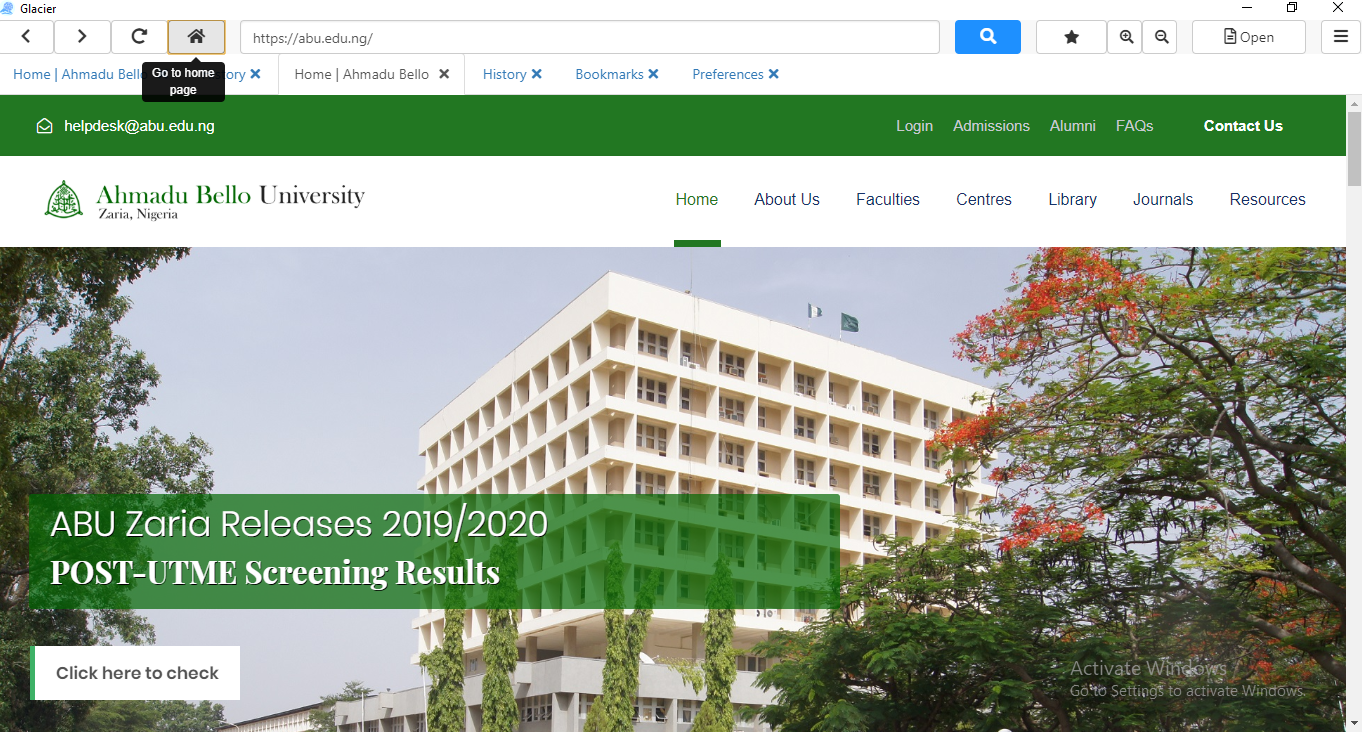 Glacier
https://abu.edu.ng/
Open
Home | Ahmadu Bello
Go to home
page
Home | Ahmadu Bello
History
Bookmarks
Preferences
helpdesk@abu.edu.ng
Login
Admissions
Alumni
FAQs
Contact Us
Ahmadu Bello University
Zaria, Nigeria
Home
About Us
Faculties
Centres
Library
Journals
Resources
ABU Zaria Releases 2019/2020
POST-UTME Screening Results
Click here to check
Activate Windows
Go to Settings to activate Windows.